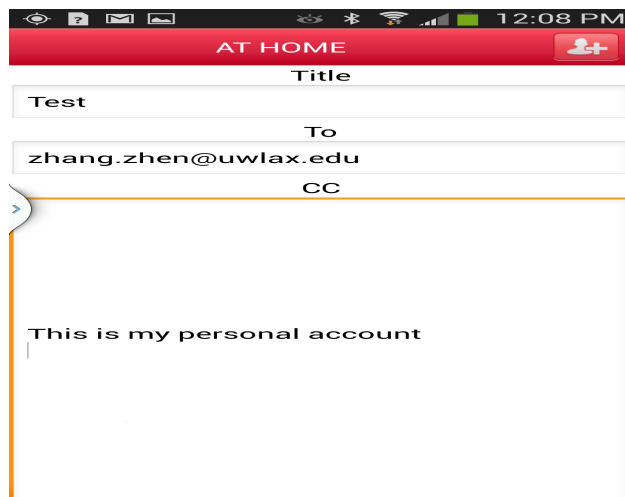 12:08 PM
AT HOME
Title
Test
To
zhang.zhen@uwlax.edu
CC
This is my personal account